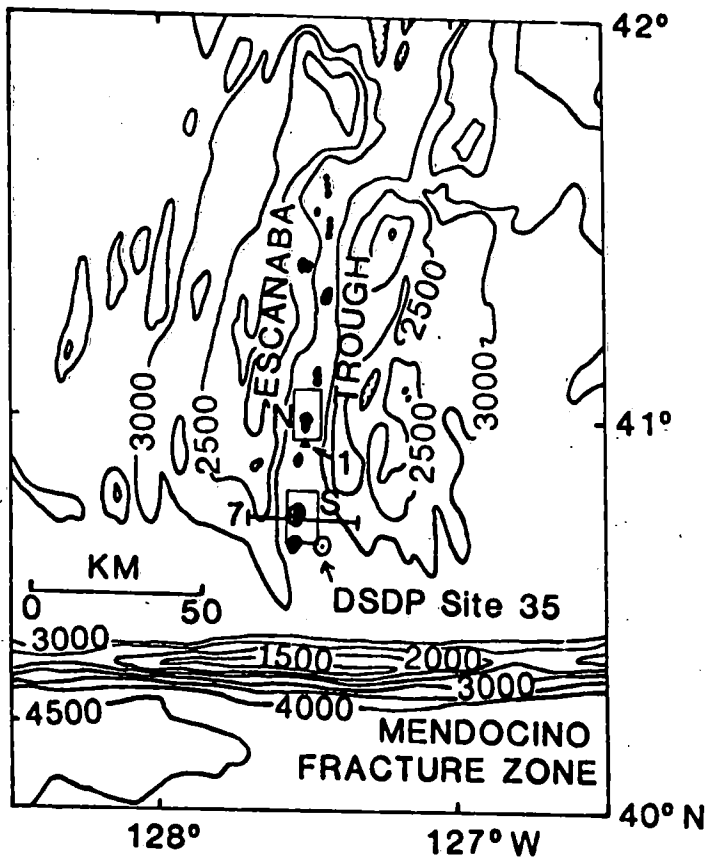 42°
ESCANABA
TROUGH
2500
3000
2500
3000
2500
41°
N
1
S
7
KM
0 50
DSDP Site 35
3000
1500 2000
3000
4500 4000
MENDOCINO
FRACTURE ZONE
40° N
128° 127° W